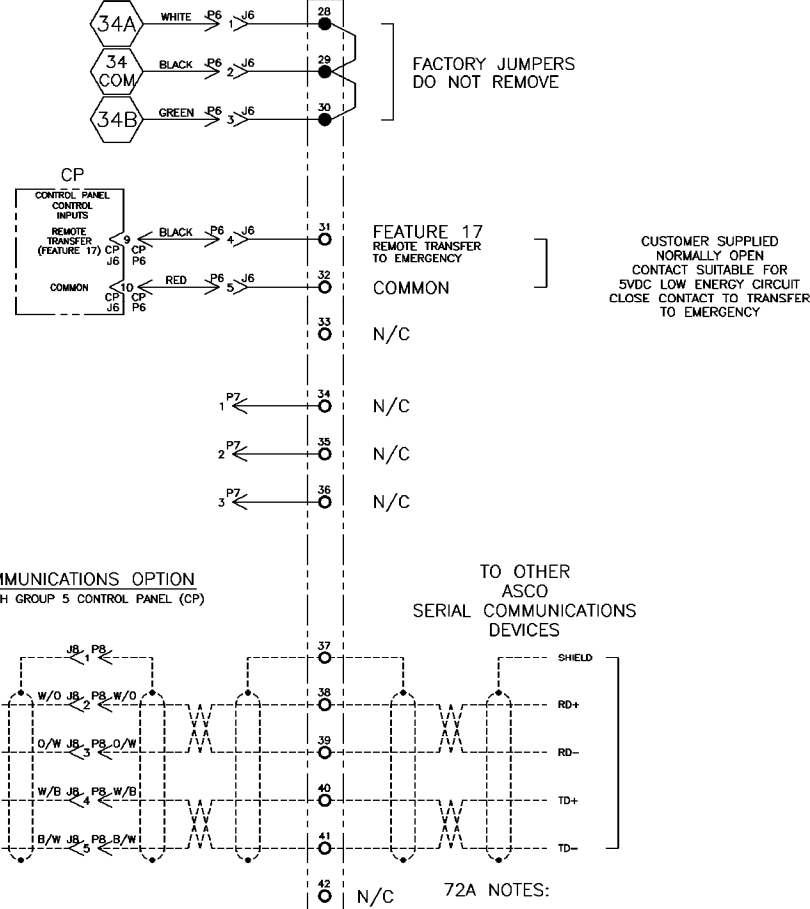 34A WHITE P6 1 J6 28
34 COM BLACK P6 2 J6 29
34B GREEN P6 3 J6 30
FACTORY JUMPERS
DO NOT REMOVE
CP
CONTROL PANEL
CONTROL
INPUTS
REMOTE
TRANSFER
(FEATURE 17)
9 BLACK P6 4 J6 31
CP CP
J6 P6
FEATURE 17
REMOTE TRANSFER
TO EMERGENCY
COMMON 10 RED P6 5 J6 32 COMMON
CP CP
J6 P6
CUSTOMER SUPPLIED
NORMALLY OPEN
CONTACT SUITABLE FOR
5VDC LOW ENERGY CIRCUIT
CLOSE CONTACT TO TRANSFER
TO EMERGENCY
33 N/C
1 P7 34 N/C
2 P7 35 N/C
3 P7 36 N/C
MMUNICATIONS OPTION
H GROUP 5 CONTROL PANEL (CP)
TO OTHER
ASCO
SERIAL COMMUNICATIONS
DEVICES
J8 1 P8 37 SHIELD
W/O J8 2 P8 W/O 38 RD+
O/W J8 3 P8 O/W 39 RD-
W/B J8 4 P8 W/B 40 TD+
B/W J8 5 P8 B/W 41 TD-
42 N/C
72A NOTES: